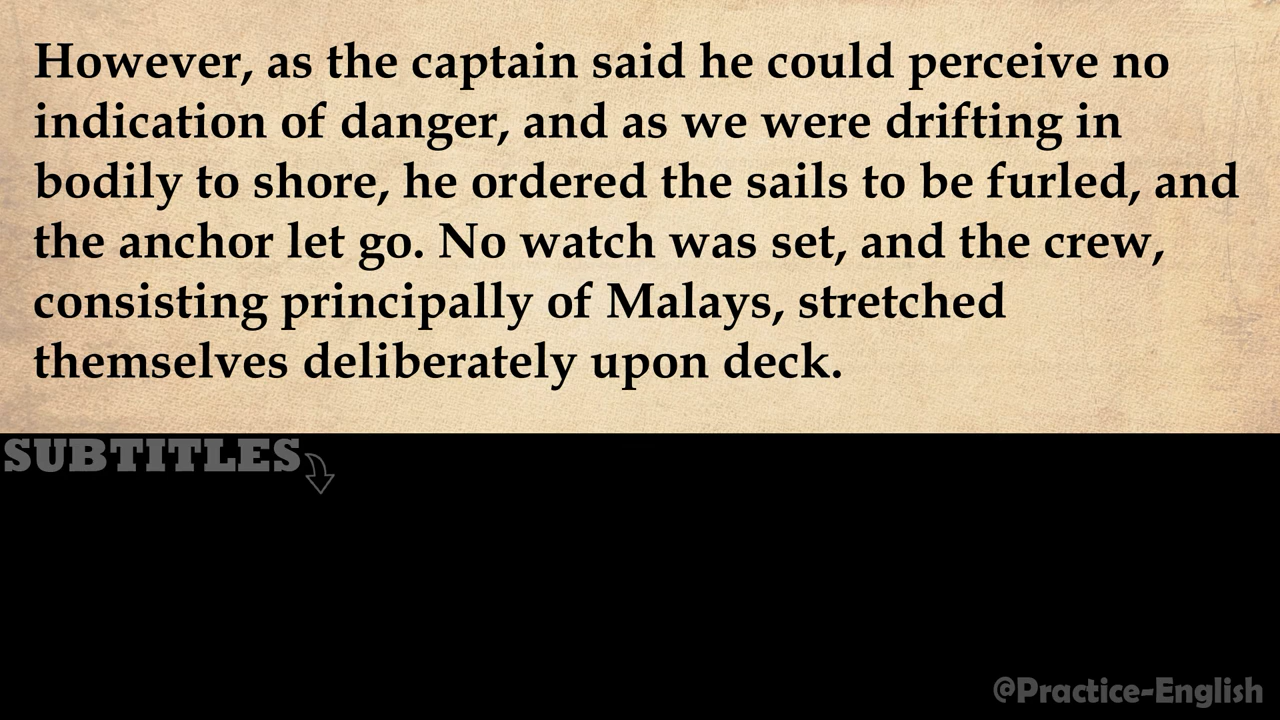 However, as the captain said he could perceive no
indication of danger, and as we were drifting in
bodily to shore, he ordered the sails to be furled, and
the anchor let go. No watch was set, and the crew,
consisting principally of Malays, stretched
themselves deliberately upon deck.
SUBTITLES
@Practice-English